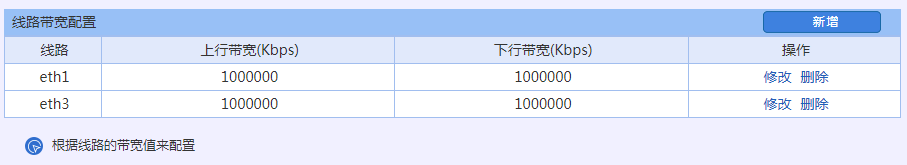 线路带宽配置 新增
线路 上行带宽(Kbps) 下行带宽(Kbps) 操作
eth1 1000000 1000000 修改 删除
eth3 1000000 1000000 修改 删除
根据线路的带宽值来配置